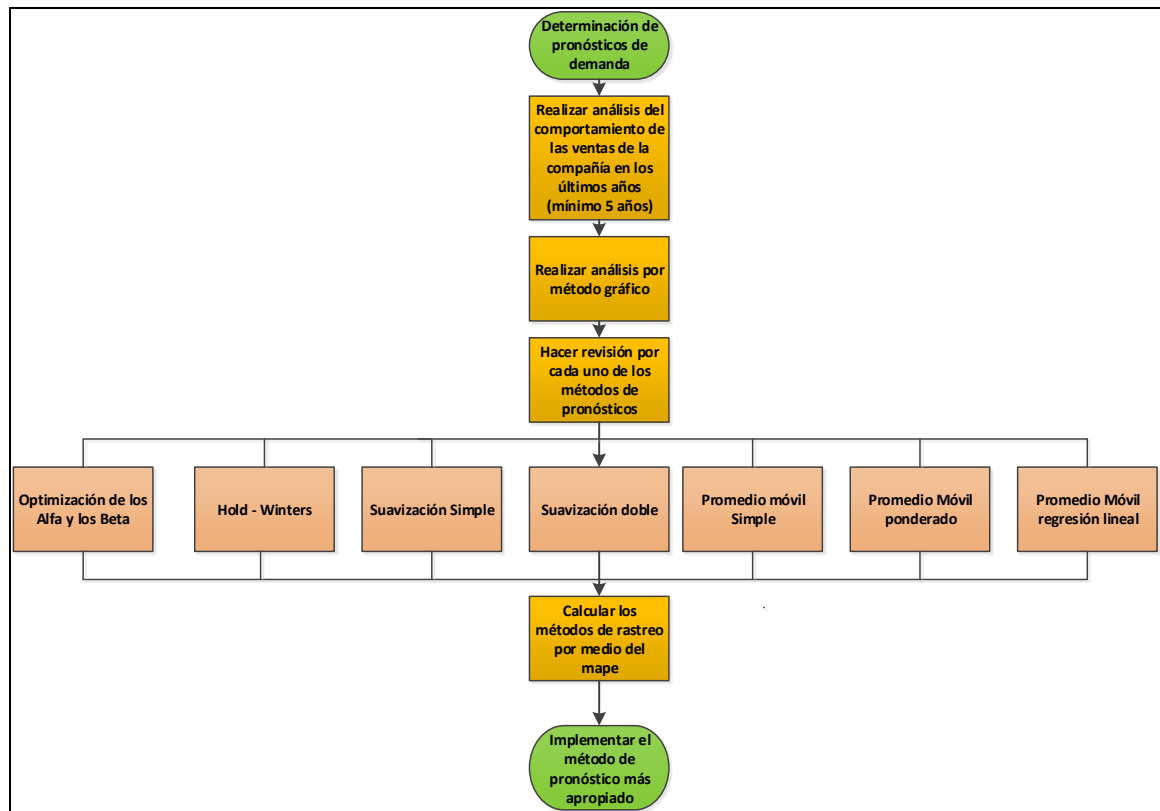 Determinación de
pronósticos de
demanda
Realizar análisis del
comportamiento de
las ventas de la
compañía en los
últimos años
(mínimo 5 años)
Realizar análisis por
método gráfico
Hacer revisión por
cada uno de los
métodos de
pronósticos
Optimización de los
Alfa y los Beta
Hold - Winters
Suavización Simple
Suavización doble
Promedio móvil
Simple
Promedio Móvil
ponderado
Promedio Móvil
regresión lineal
Calcular los
métodos de rastreo
por medio del
mape
Implementar el
método de
pronóstico más
apropiado